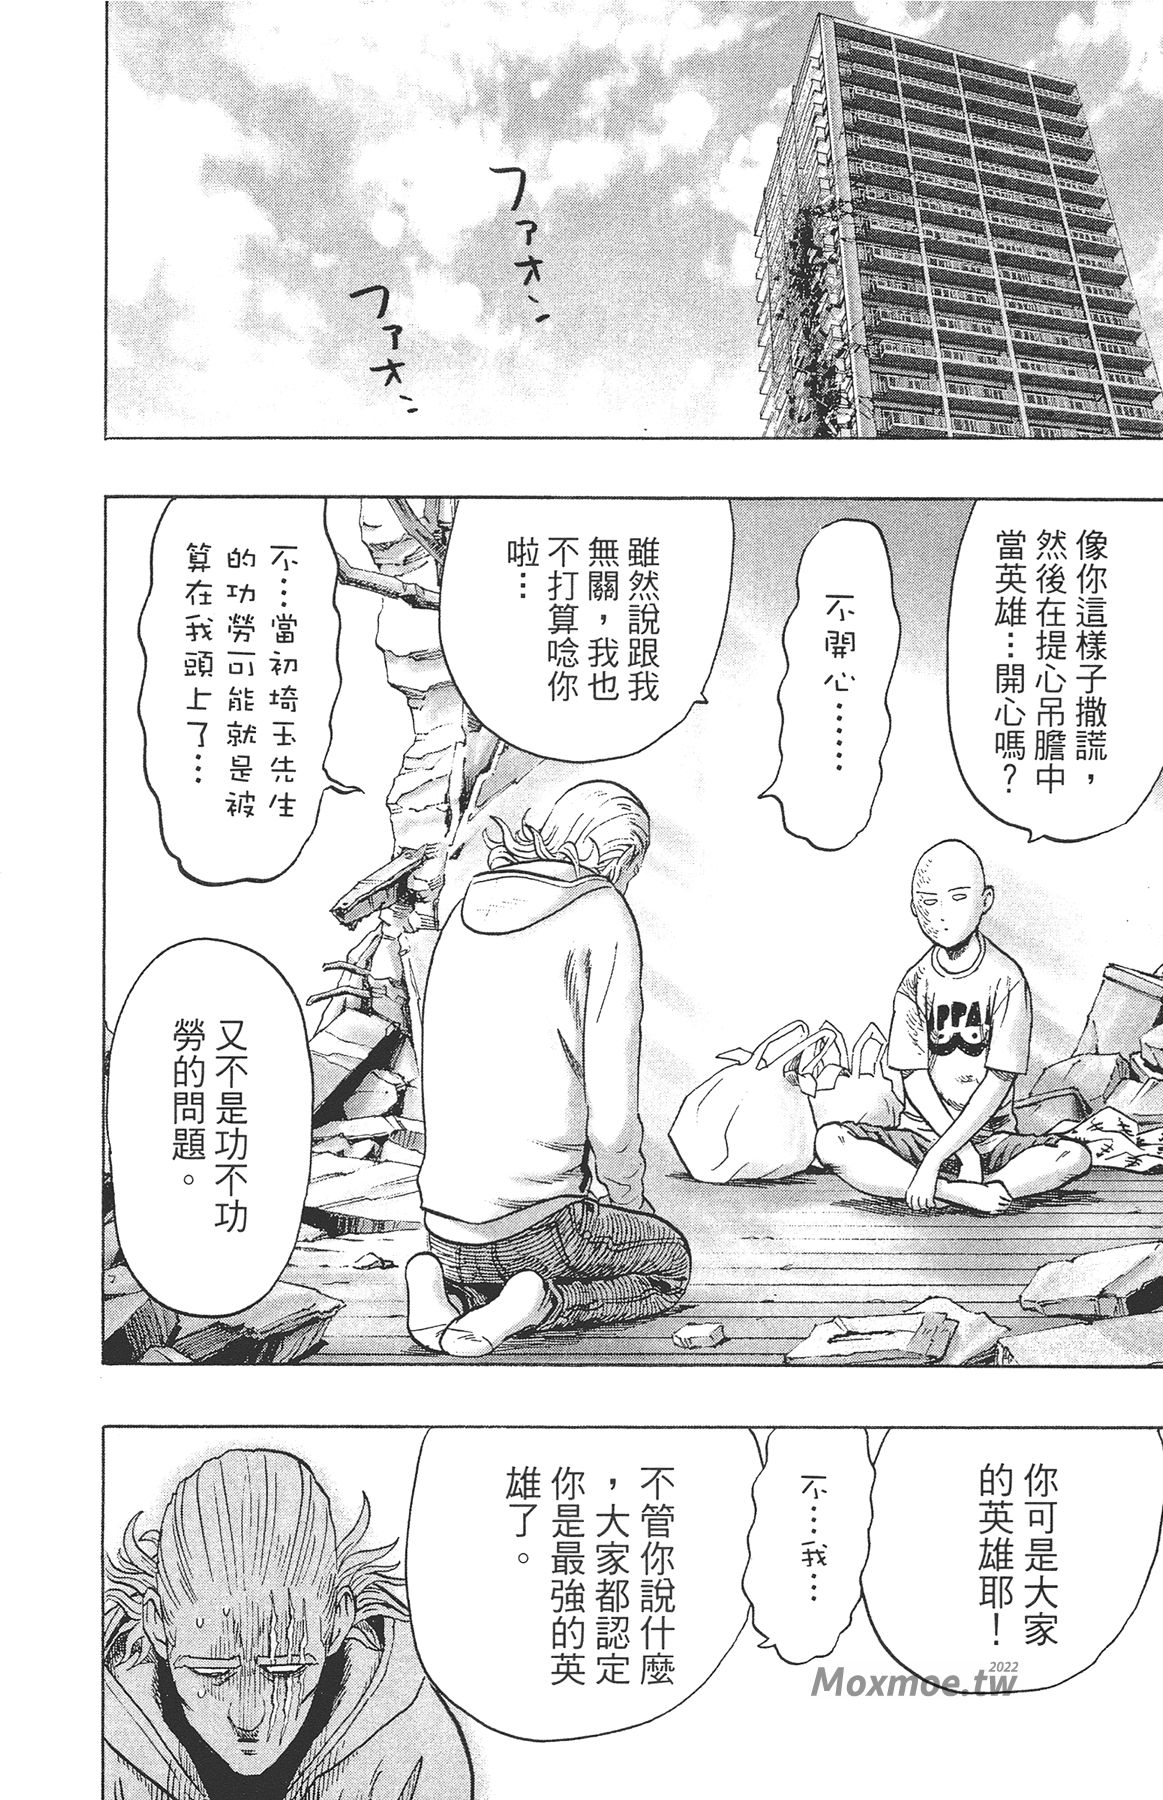 ファオン
ファオン
像你這樣子撒謊，
然後在提心吊膽中
當英雄…開心嗎？
不開心……
雖然說跟我
無關，我也
不打算唸你
啦…
不…當初埼玉先生
的功勞可能就是被
算在我頭上了…
又不是功不功
勞的問題。
PPAI
你可是大家
的英雄耶！
不…我…
不管你說什麼
，大家都認定
你是最強的英
雄了。
2022
Moxmoe.tw